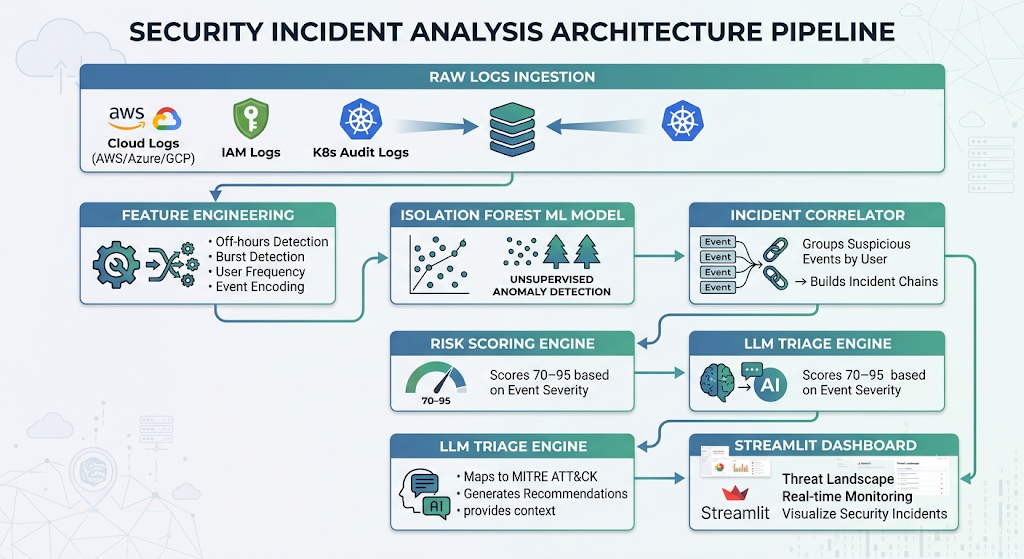 SECURITY INCIDENT ANALYSIS ARCHITECTURE PIPELINE
RAW LOGS INGESTION
aws
Cloud Logs
(AWS/Azure/GCP)
IAM Logs
K8s Audit Logs
FEATURE ENGINEERING
• Off-hours Detection
• Burst Detection
• User Frequency
• Event Encoding
ISOLATION FOREST ML MODEL
UNSUPERVISED
ANOMALY DETECTION
INCIDENT CORRELATOR
Event
Event
Event
Event
Groups Suspicious
Events by User
→ Builds Incident Chains
RISK SCORING ENGINE
70–95
Scores 70–95 based
on Event Severity
LLM TRIAGE ENGINE
AI
Scores 70–95 based
on Event Severity
LLM TRIAGE ENGINE
AI
• Maps to MITRE ATT&CK
• Generates Recommendations
• provides context
STREAMLIT DASHBOARD
Streamlit
Threat Landscape
Real-time Monitoring
Visualize Security Incidents